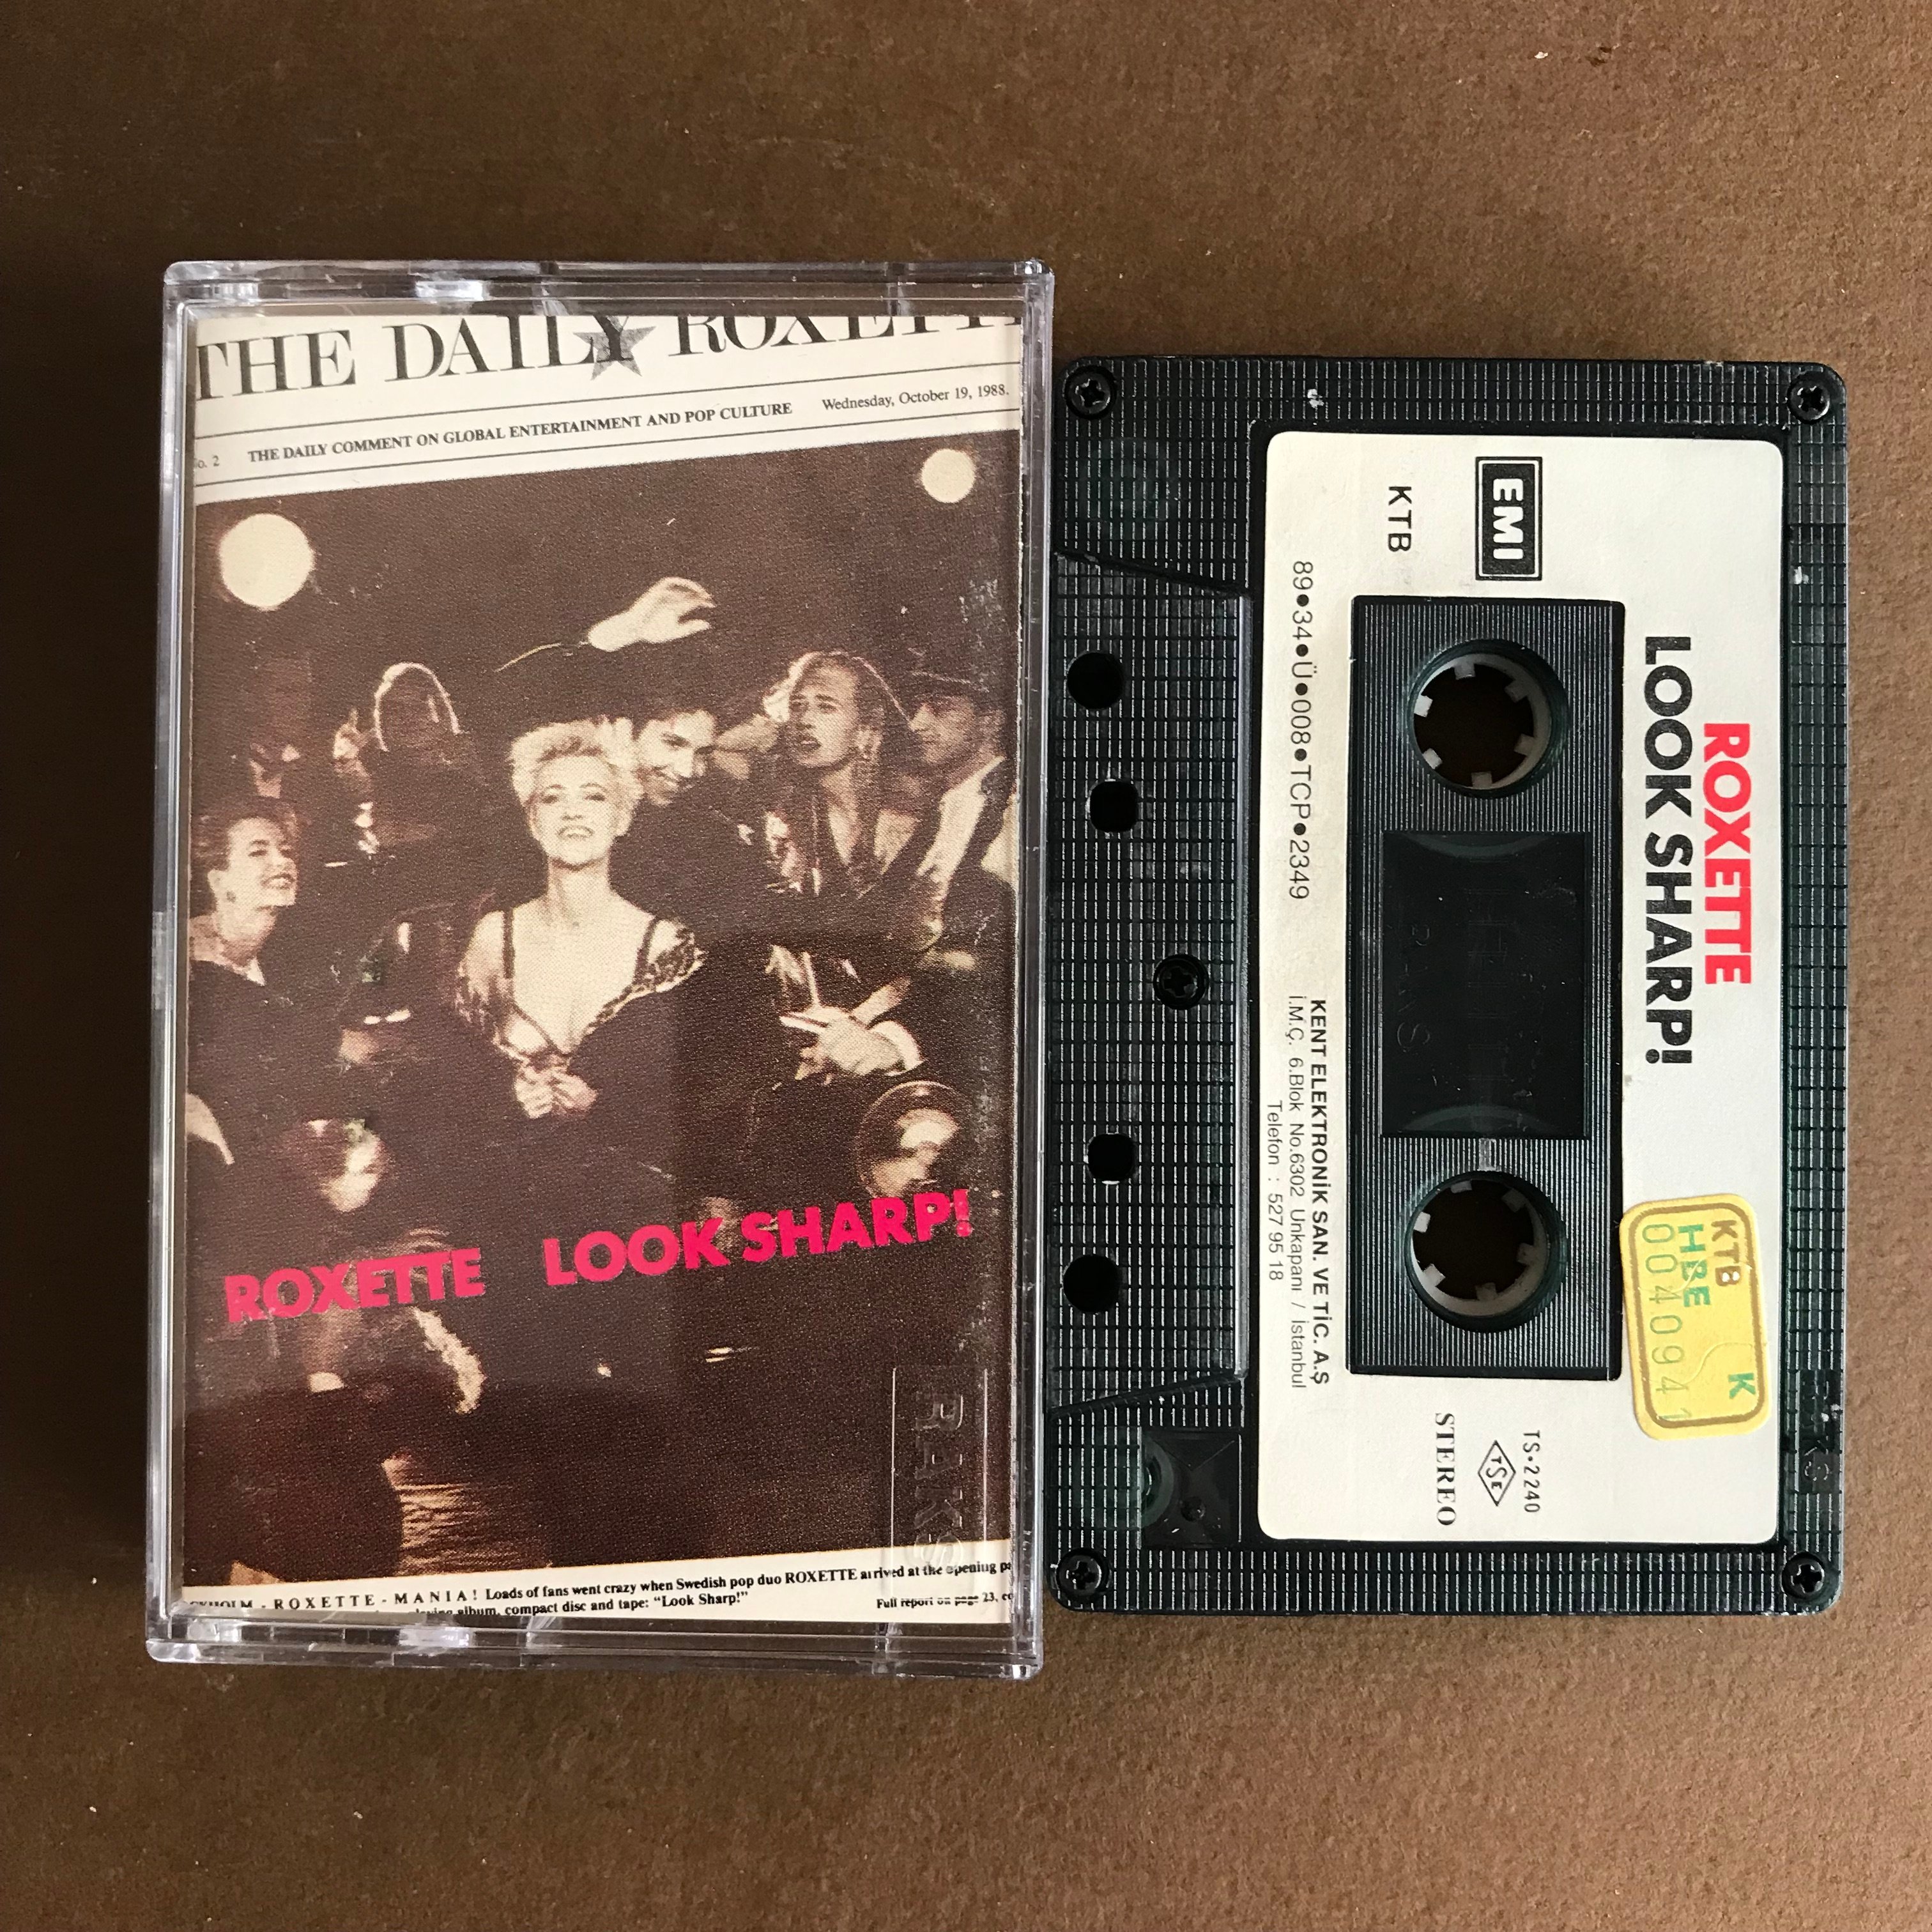 THE DAILY ROXETTE
No. 2 THE DAILY COMMENT ON GLOBAL ENTERTAINMENT AND POP CULTURE Wednesday, October 19, 1988.
ROXETTE LOOK SHARP!
RAKS
- ROXETTE - MANIA! Loads of fans went crazy when Swedish pop duo ROXETTE arrived at the opening
album, compact disc and tape: "Look Sharp!" Full report on page 23,
ROXETTE
LOOK SHARP!
EMI
KTB
KTB K
HBE
004094
TS•2240
TSE
STEREO
RAKS
89•34•Ü•008•TCP•2349
KENT ELEKTRONİK SAN. VE TİC. A.Ş
İ.M.Ç. 6.Blok No.6302 Unkapanı / İstanbul
Telefon : 527 95 18